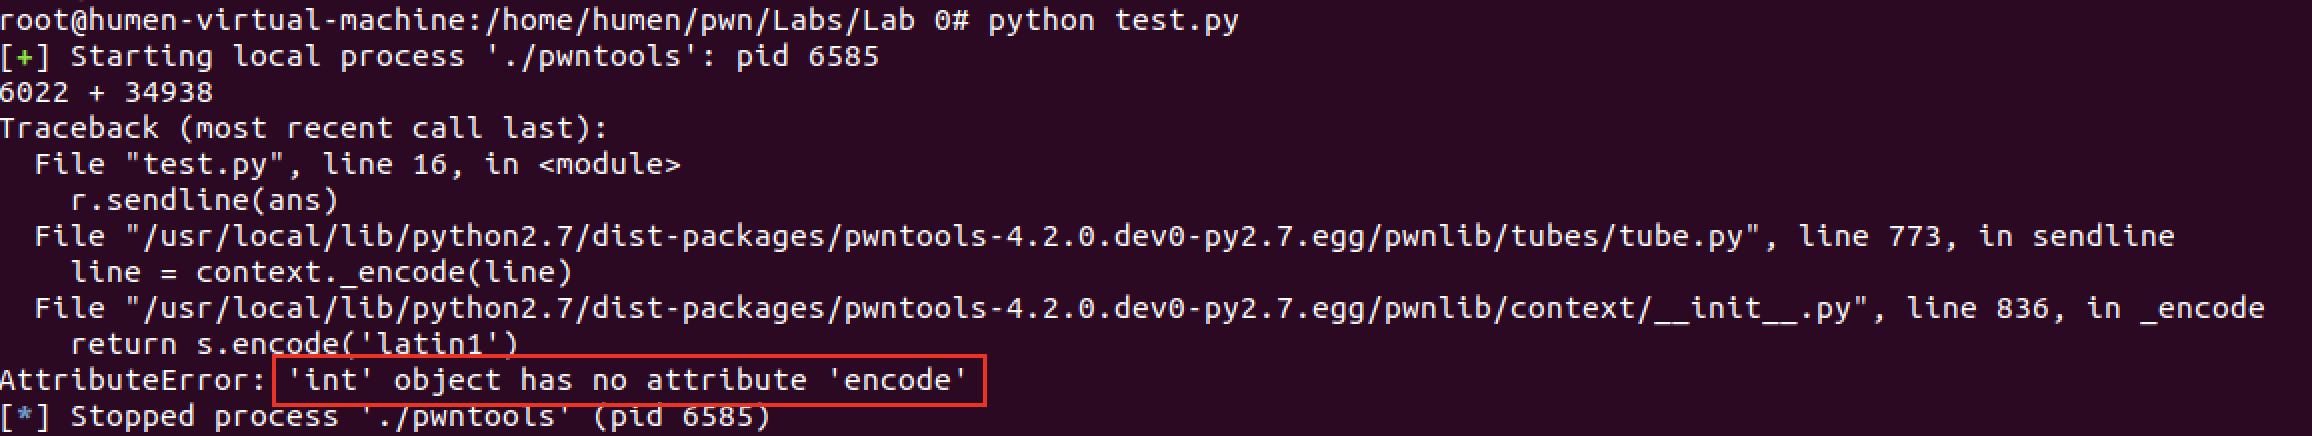 root@humen-virtual-machine:/home/humen/pwn/Labs/Lab 0# python test.py
[+] Starting local process './pwntools': pid 6585
6022 + 34938
Traceback (most recent call last):
  File "test.py", line 16, in <module>
    r.sendline(ans)
  File "/usr/local/lib/python2.7/dist-packages/pwntools-4.2.0.dev0-py2.7.egg/pwnlib/tubes/tube.py", line 773, in sendline
    line = context._encode(line)
  File "/usr/local/lib/python2.7/dist-packages/pwntools-4.2.0.dev0-py2.7.egg/pwnlib/context/__init__.py", line 836, in _encode
    return s.encode('latin1')
AttributeError: 'int' object has no attribute 'encode'
[*] Stopped process './pwntools' (pid 6585)